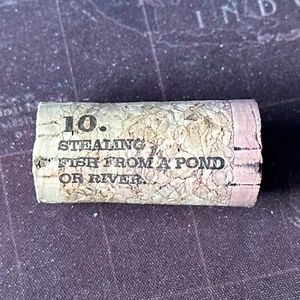 10.
STEALING
FISH FROM A POND
OR RIVER.
I N D